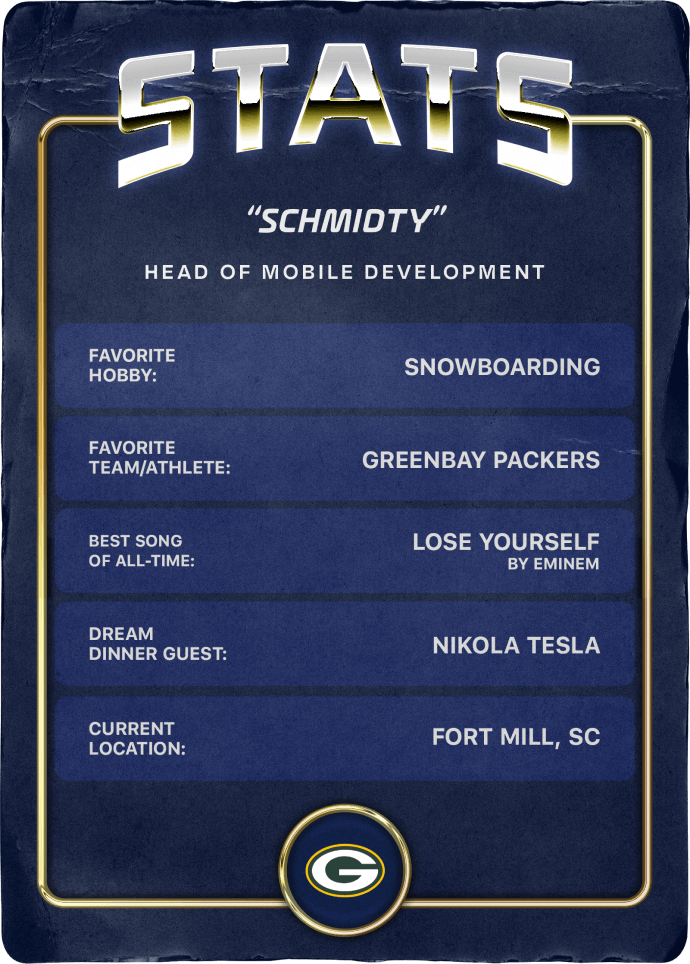 STATS
“SCHMIDTY”
HEAD OF MOBILE DEVELOPMENT
FAVORITE
HOBBY:
SNOWBOARDING
FAVORITE
TEAM/ATHLETE:
GREENBAY PACKERS
BEST SONG
OF ALL-TIME:
LOSE YOURSELF
BY EMINEM
DREAM
DINNER GUEST:
NIKOLA TESLA
CURRENT
LOCATION:
FORT MILL, SC
G